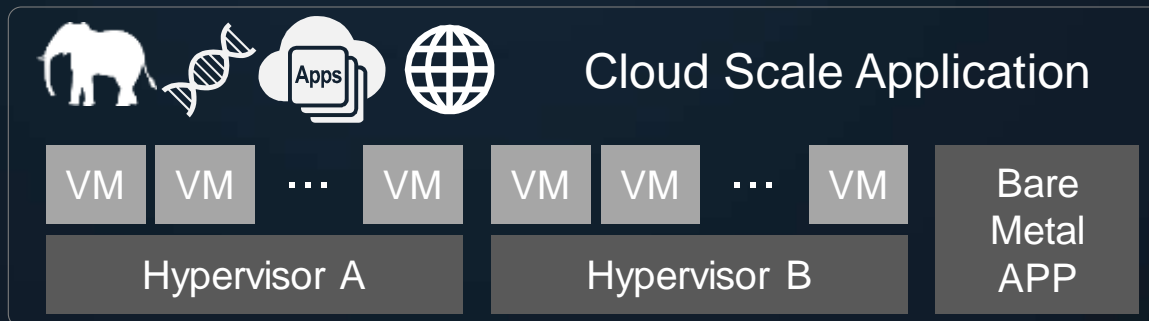 Apps
Cloud Scale Application
VM VM ... VM VM VM ... VM
Hypervisor A
Hypervisor B
Bare
Metal
APP